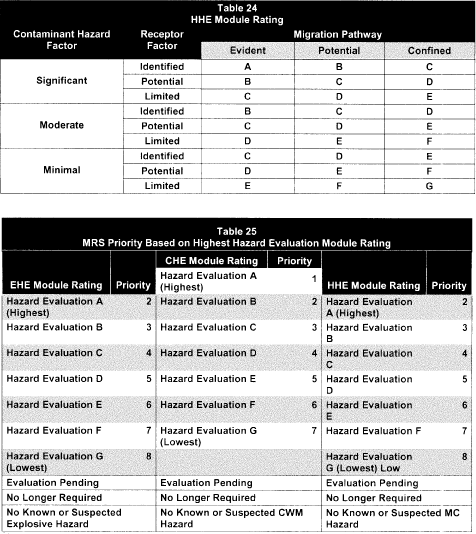 Table 24
HHE Module Rating
Contaminant Hazard Factor Receptor Factor Migration Pathway
Evident Potential Confined
Significant Identified A B C
Potential B C D
Limited C D E
Moderate Identified B C D
Potential C D E
Limited D E F
Minimal Identified C D E
Potential D E F
Limited E F G
Table 25
MRS Priority Based on Highest Hazard Evaluation Module Rating
EHE Module Rating Priority CHE Module Rating Priority HHE Module Rating Priority
Hazard Evaluation A (Highest) 1
Hazard Evaluation A (Highest) 2 Hazard Evaluation B 2 Hazard Evaluation A (Highest) 2
Hazard Evaluation B 3 Hazard Evaluation C 3 Hazard Evaluation B 3
Hazard Evaluation C 4 Hazard Evaluation D 4 Hazard Evaluation C 4
Hazard Evaluation D 5 Hazard Evaluation E 5 Hazard Evaluation D 5
Hazard Evaluation E 6 Hazard Evaluation F 6 Hazard Evaluation E 6
Hazard Evaluation F 7 Hazard Evaluation G (Lowest) 7 Hazard Evaluation F 7
Hazard Evaluation G (Lowest) 8 Hazard Evaluation G (Lowest) Low 8
Evaluation Pending Evaluation Pending Evaluation Pending
No Longer Required No Longer Required No Longer Required
No Known or Suspected Explosive Hazard No Known or Suspected CWM Hazard No Known or Suspected MC Hazard